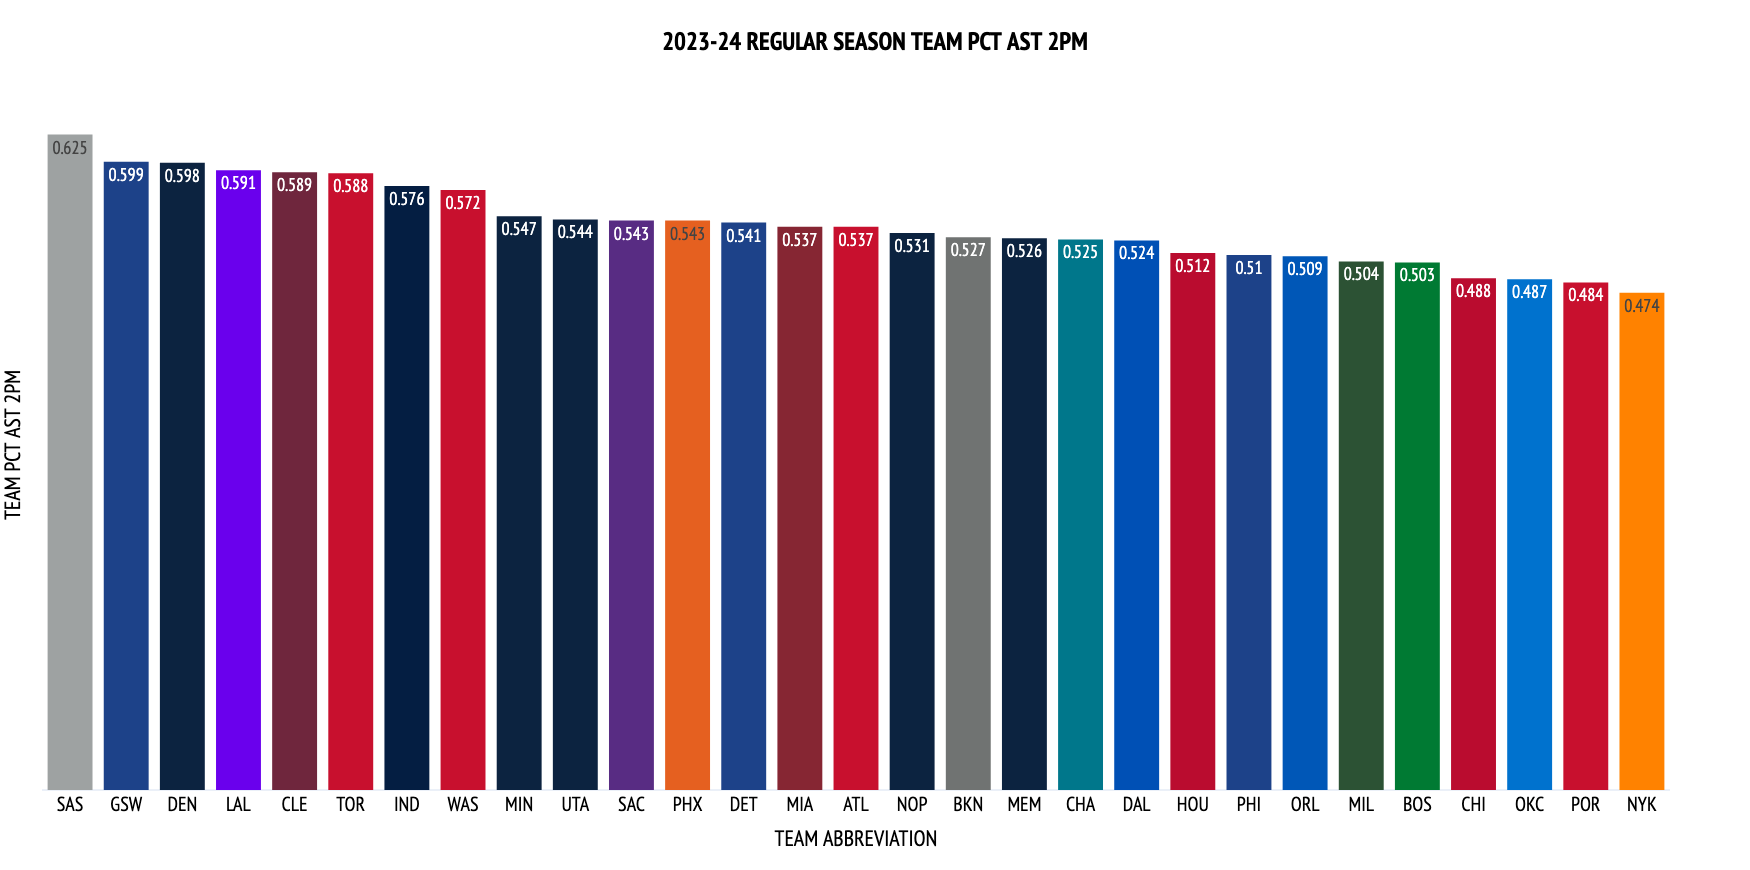 2023-24 REGULAR SEASON TEAM PCT AST 2PM
TEAM PCT AST 2PM
0.625 0.599 0.598 0.591 0.589 0.588 0.576 0.572 0.547 0.544 0.543 0.543 0.541 0.537 0.537 0.531 0.527 0.526 0.525 0.524 0.512 0.51 0.509 0.504 0.503 0.488 0.487 0.484 0.474
SAS GSW DEN LAL CLE TOR IND WAS MIN UTA SAC PHX DET MIA ATL NOP BKN MEM CHA DAL HOU PHI ORL MIL BOS CHI OKC POR NYK
TEAM ABBREVIATION